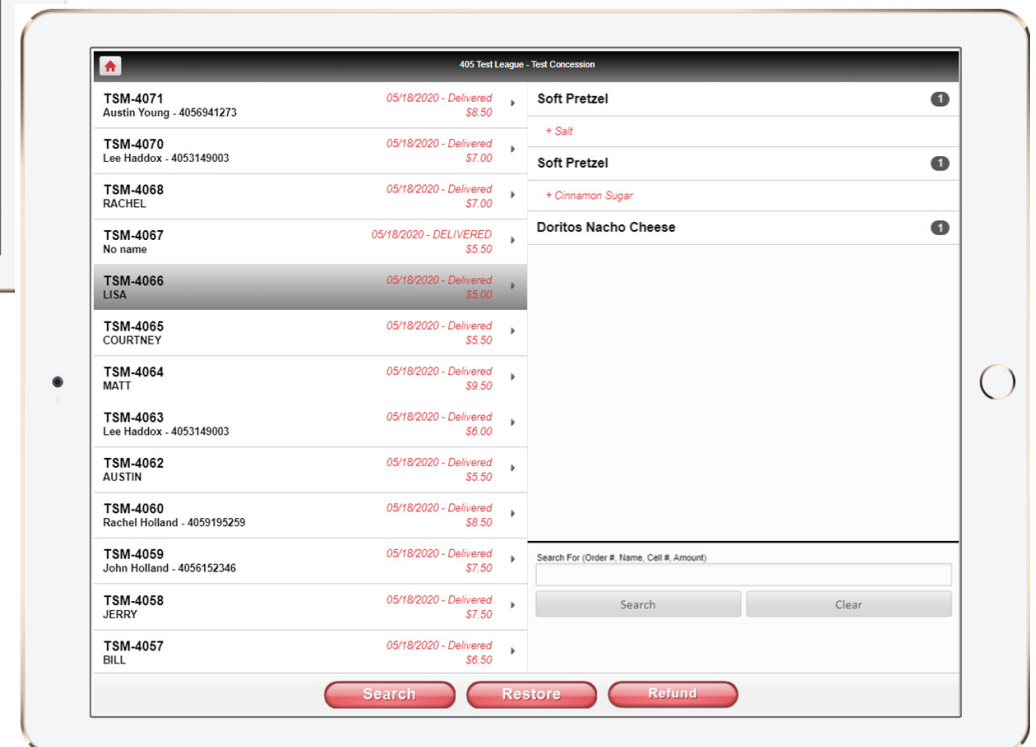 405 Test League - Test Concession
TSM-4071
Austin Young - 4056941273
05/18/2020 - Delivered
$8.50
TSM-4070
Lee Haddox - 4053149003
05/18/2020 - Delivered
$7.00
TSM-4068
RACHEL
05/18/2020 - Delivered
$7.00
TSM-4067
No name
05/18/2020 - DELIVERED
$5.50
TSM-4066
LISA
05/18/2020 - Delivered
$5.00
TSM-4065
COURTNEY
05/18/2020 - Delivered
$5.50
TSM-4064
MATT
05/18/2020 - Delivered
$9.50
TSM-4063
Lee Haddox - 4053149003
05/18/2020 - Delivered
$6.00
TSM-4062
AUSTIN
05/18/2020 - Delivered
$5.50
TSM-4060
Rachel Holland - 4059195259
05/18/2020 - Delivered
$8.50
TSM-4059
John Holland - 4056152346
05/18/2020 - Delivered
$7.50
TSM-4058
JERRY
05/18/2020 - Delivered
$7.50
TSM-4057
BILL
05/18/2020 - Delivered
$6.50
Soft Pretzel 1
+ Salt
Soft Pretzel 1
+ Cinnamon Sugar
Doritos Nacho Cheese 1
Search For (Order #, Name, Cell #, Amount)
Search Clear
Search Restore Refund